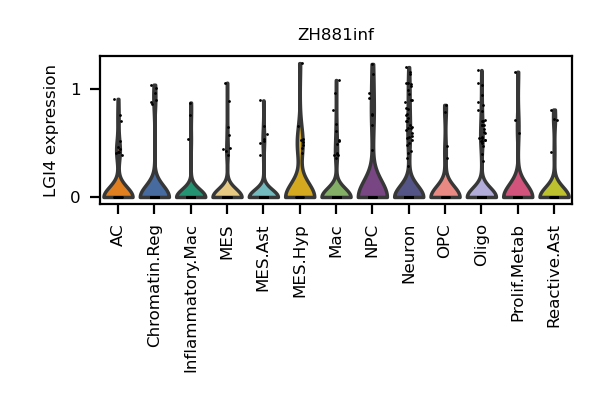 ZH881inf
LGI4 expression
1
0
AC
Chromatin.Reg
Inflammatory.Mac
MES
MES.Ast
MES.Hyp
Mac
NPC
Neuron
OPC
Oligo
Prolif.Metab
Reactive.Ast